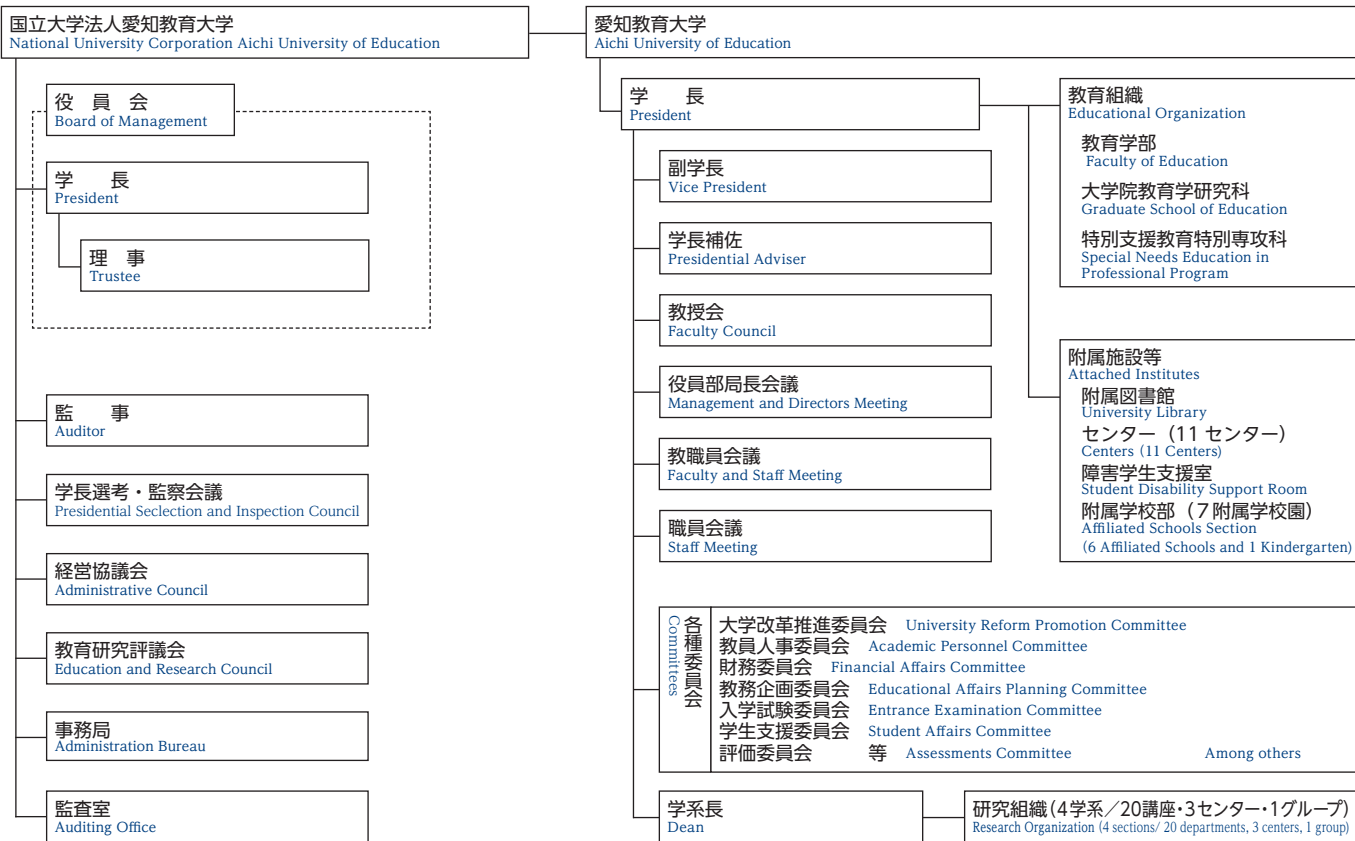 国立大学法人愛知教育大学
National University Corporation Aichi University of Education
役 員 会
Board of Management
学 長
President
理 事
Trustee
監 事
Auditor
学長選考・監察会議
Presidential Seclection and Inspection Council
経営協議会
Administrative Council
教育研究評議会
Education and Research Council
事務局
Administration Bureau
監査室
Auditing Office
愛知教育大学
Aichi University of Education
学 長
President
副学長
Vice President
学長補佐
Presidential Adviser
教授会
Faculty Council
役員部局長会議
Management and Directors Meeting
教職員会議
Faculty and Staff Meeting
職員会議
Staff Meeting
各種委員会
Committees
大学改革推進委員会 University Reform Promotion Committee
教員人事委員会 Academic Personnel Committee
財務委員会 Financial Affairs Committee
教務企画委員会 Educational Affairs Planning Committee
入学試験委員会 Entrance Examination Committee
学生支援委員会 Student Affairs Committee
評価委員会 等 Assessments Committee Among others
学系長
Dean
研究組織(4学系/20講座・3センター・1グループ)
Research Organization (4 sections/ 20 departments, 3 centers, 1 group)
教育組織
Educational Organization
教育学部
Faculty of Education
大学院教育学研究科
Graduate School of Education
特別支援教育特別専攻科
Special Needs Education in
Professional Program
附属施設等
Attached Institutes
附属図書館
University Library
センター(11 センター)
Centers (11 Centers)
障害学生支援室
Student Disability Support Room
附属学校部(7附属学校園)
Affiliated Schools Section
(6 Affiliated Schools and 1 Kindergarten)